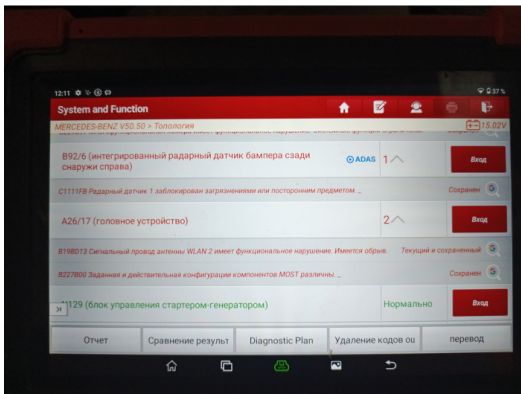 12:11
37%
System and Function
MERCEDES-BENZ V50.50 > Топология
15.02V
B92/6 (интегрированный радарный датчик бампера сзади
снаружи справа)
ADAS
1
Вход
C1111FB Радарный датчик 1 заблокирован загрязнениями или посторонним предметом. _
Сохранен
A26/17 (головное устройство)
2
Вход
B198D13 Сигнальный провод антенны WLAN 2 имеет функциональное нарушение. Имеется обрыв.
Текущий и сохраненный
B227B00 Заданная и действительная конфигурации компонентов MOST различны. _
Сохранен
129 (блок управления стартером-генератором)
Нормально
Вход
Отчет
Сравнение результ
Diagnostic Plan
Удаление кодов ош
перевод